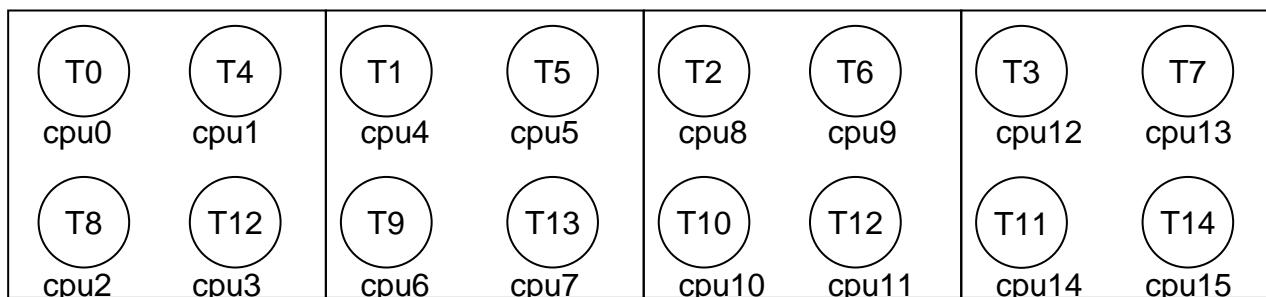 T0 T4 T1 T5 T2 T6 T3 T7
cpu0 cpu1 cpu4 cpu5 cpu8 cpu9 cpu12 cpu13
T8 T12 T9 T13 T10 T12 T11 T14
cpu2 cpu3 cpu6 cpu7 cpu10 cpu11 cpu14 cpu15